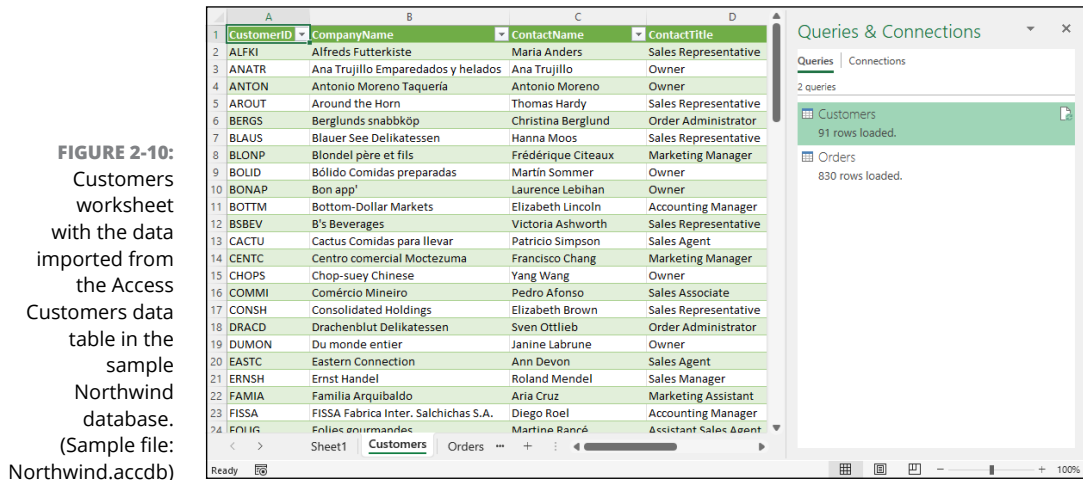 FIGURE 2-10:
Customers
worksheet
with the data
imported from
the Access
Customers data
table in the
sample
Northwind
database.
(Sample file:
Northwind.accdb)
A B C D
1 CustomerID CompanyName ContactName ContactTitle
2 ALFKI Alfreds Futterkiste Maria Anders Sales Representative
3 ANATR Ana Trujillo Emparedados y helados Ana Trujillo Owner
4 ANTON Antonio Moreno Taquería Antonio Moreno Owner
5 AROUT Around the Horn Thomas Hardy Sales Representative
6 BERGS Berglunds snabbköp Christina Berglund Order Administrator
7 BLAUS Blauer See Delikatessen Hanna Moos Sales Representative
8 BLONP Blondel père et fils Frédérique Citeaux Marketing Manager
9 BOLID Bólido Comidas preparadas Martín Sommer Owner
10 BONAP Bon app' Laurence Lebihan Owner
11 BOTTM Bottom-Dollar Markets Elizabeth Lincoln Accounting Manager
12 BSBEV B's Beverages Victoria Ashworth Sales Representative
13 CACTU Cactus Comidas para llevar Patricio Simpson Sales Agent
14 CENTC Centro comercial Moctezuma Francisco Chang Marketing Manager
15 CHOPS Chop-suey Chinese Yang Wang Owner
16 COMMI Comércio Mineiro Pedro Afonso Sales Associate
17 CONSH Consolidated Holdings Elizabeth Brown Sales Representative
18 DRACD Drachenblut Delikatessen Sven Ottlieb Order Administrator
19 DUMON Du monde entier Janine Labrune Owner
20 EASTC Eastern Connection Ann Devon Sales Agent
21 ERNSH Ernst Handel Roland Mendel Sales Manager
22 FAMIA Familia Arquibaldo Aria Cruz Marketing Assistant
23 FISSA FISSA Fabrica Inter. Salchichas S.A. Diego Roel Accounting Manager
24 FOLIG Folies gourmandes Martine Rancé Assistant Sales Agent
Sheet1 Customers Orders ...
Ready
100%
Queries & Connections
Queries | Connections
2 queries
Customers
91 rows loaded.
Orders
830 rows loaded.